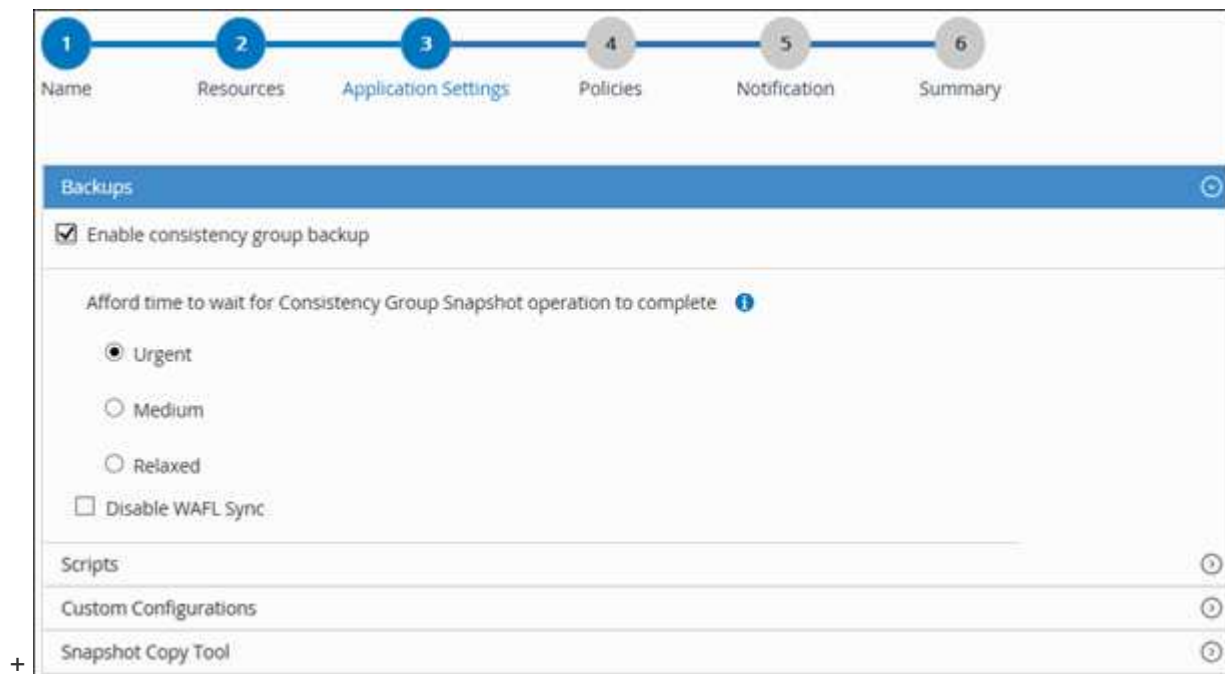 1 2 3 4 5 6
Name Resources Application Settings Policies Notification Summary
Backups
Enable consistency group backup
Afford time to wait for Consistency Group Snapshot operation to complete i
Urgent
Medium
Relaxed
Disable WAFL Sync
Scripts
Custom Configurations
Snapshot Copy Tool
+